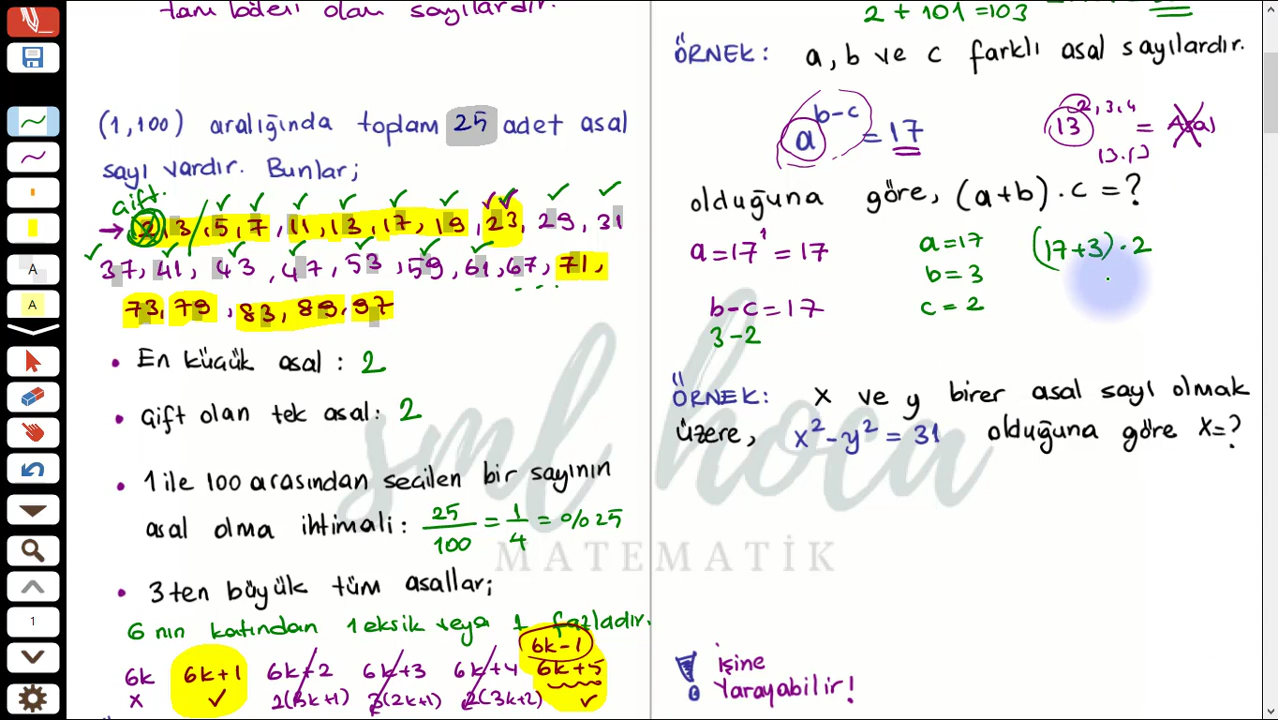 tam böleni olan sayılardır.
(1,100) aralığında toplam 25 adet asal
sayı vardır. Bunlar;
çift
→ 2, 3, 5, 7, 11, 13, 17, 19, 23, 29, 31
37, 41, 43, 47, 53, 59, 61, 67, 71,
73, 79, 83, 89, 97
• En küçük asal : 2
• çift olan tek asal: 2
• 1 ile 100 arasından seçilen bir sayının
asal olma ihtimali: 25/100 = 1/4 = %25
• 3 ten büyük tüm asallar;
6 nın katından 1 eksik veya 1 fazladır.
6k-1
6k 6k+1 6k+2 6k+3 6k+4 6k+5
x ✓ 2(3k+1) 3(2k+1) 2(3k+2) ✓
2 + 101 = 103
ÖRNEK: a, b ve c farklı asal sayılardır.
a^(b-c) = 17
13^2,3,4 = Asal
13.13
olduğuna göre, (a+b).c = ?
a = 17^1 = 17
b-c = 17
3-2
a = 17
b = 3
c = 2
(17+3).2
ÖRNEK: x ve y birer asal sayı olmak
üzere, x² - y² = 31 olduğuna göre x=?
işine
Yarayabilir!
sml hoca
MATEMATİK
1
A
A